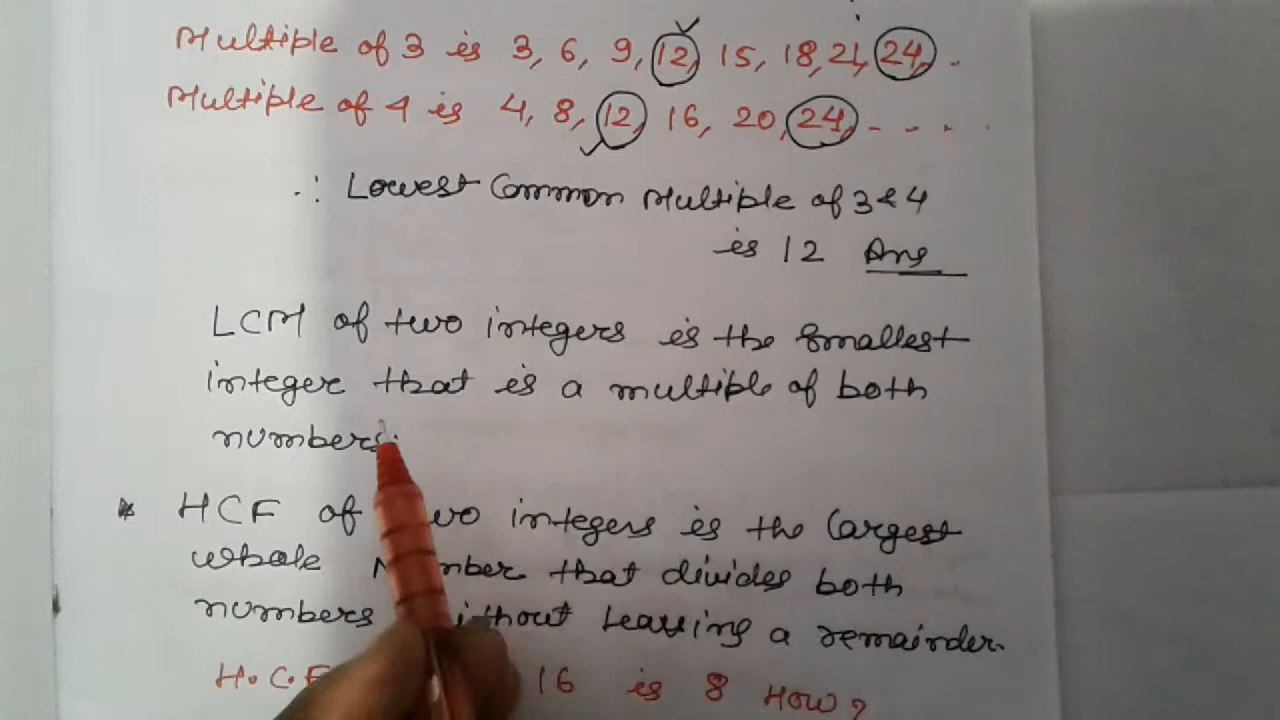 Multiple of 3 is 3, 6, 9, 12, 15, 18, 21, 24, .
Multiple of 4 is 4, 8, 12, 16, 20, 24, - - - .
∴ Lowest Common Multiple of 3 & 4
is 12 Ans
LCM of two integers is the smallest
integer that is a multiple of both
numbers.
* HCF of integers is the largest
whole that divides both
numbers leaving a remainder.
H.C.F 16 is 8 How?